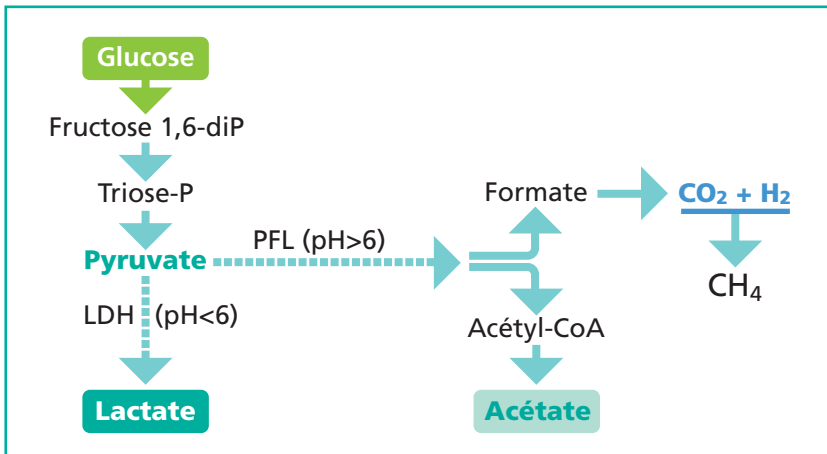 Glucose
Fructose 1,6-diP
Triose-P
Formate
CO₂ + H₂
Pyruvate
PFL (pH>6)
CH₄
LDH (pH<6)
Acétyl-CoA
Lactate
Acétate